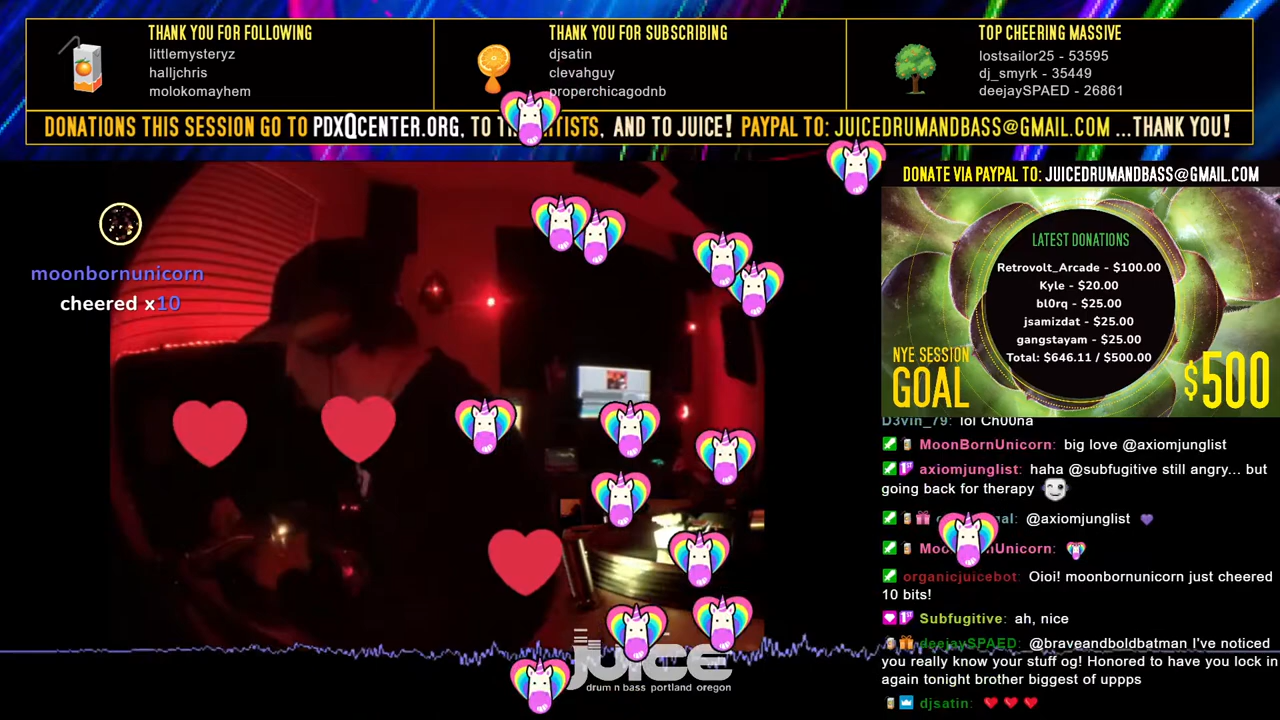 THANK YOU FOR FOLLOWING
littlemysteryz
halljchris
molokomayhem
THANK YOU FOR SUBSCRIBING
djsatin
clevahguy
properchicagodnb
TOP CHEERING MASSIVE
lostsailor25 - 53595
dj_smyrk - 35449
deejaySPAED - 26861
DONATIONS THIS SESSION GO TO PDXQCENTER.ORG, TO AND TO JUICE! PAYPAL TO: JUICEDRUMANDBASS@GMAIL.COM ...THANK YOU!
moonbornunicorn
cheered x10
DONATE VIA PAYPAL TO: JUICEDRUMANDBASS@GMAIL.COM
LATEST DONATIONS
Retrovolt_Arcade - $100.00
Kyle - $20.00
bl0rq - $25.00
jsamizdat - $25.00
gangstayam - $25.00
Total: $646.11 / $500.00
NYE SESSION
GOAL
$500
D3vin_79: lol Ch00na
MoonBornUnicorn: big love @axiomjunglist
axiomjunglist: haha @subfugitive still angry... but
going back for therapy
@axiomjunglist
organicjuicebot: Oioi! moonbornunicorn just cheered
10 bits!
Subfugitive: ah, nice
deejaySPAED: @braveandboldbatman I've noticed
you really know your stuff og! Honored to have you lock in
again tonight brother biggest of uppps
djsatin:
juice
drum n bass portland oregon